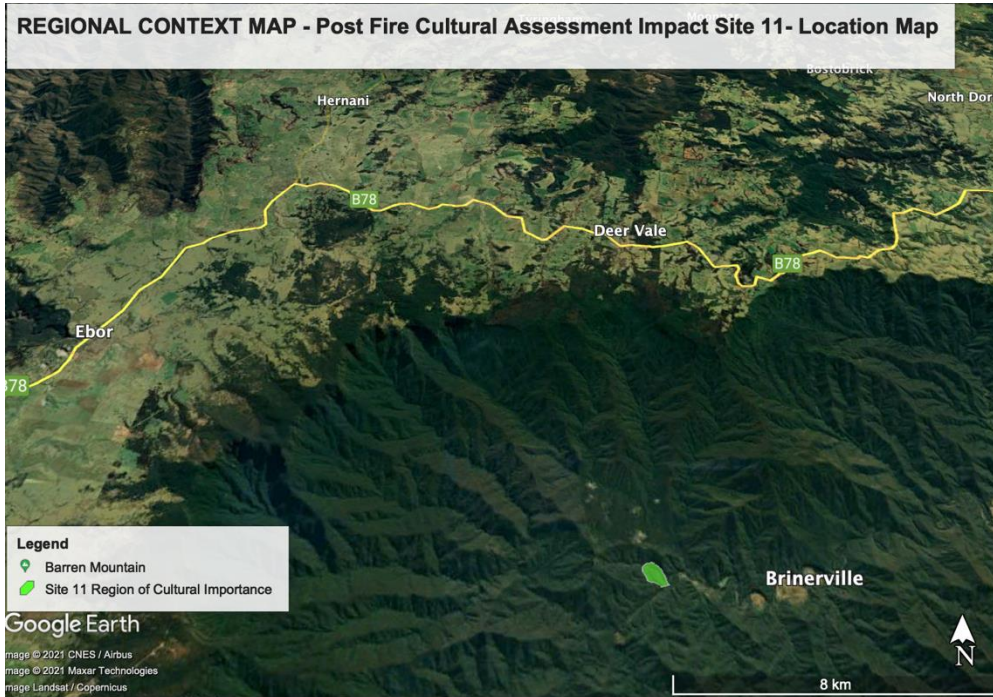 REGIONAL CONTEXT MAP - Post Fire Cultural Assessment Impact Site 11- Location Map
Bostobrick
Hernani
North Dor
B78
Deer Vale
B78
Ebor
B78
Legend
Barren Mountain
Site 11 Region of Cultural Importance
Brinerville
Google Earth
mage © 2021 CNES / Airbus
mage © 2021 Maxar Technologies
mage Landsat / Copernicus
N
8 km